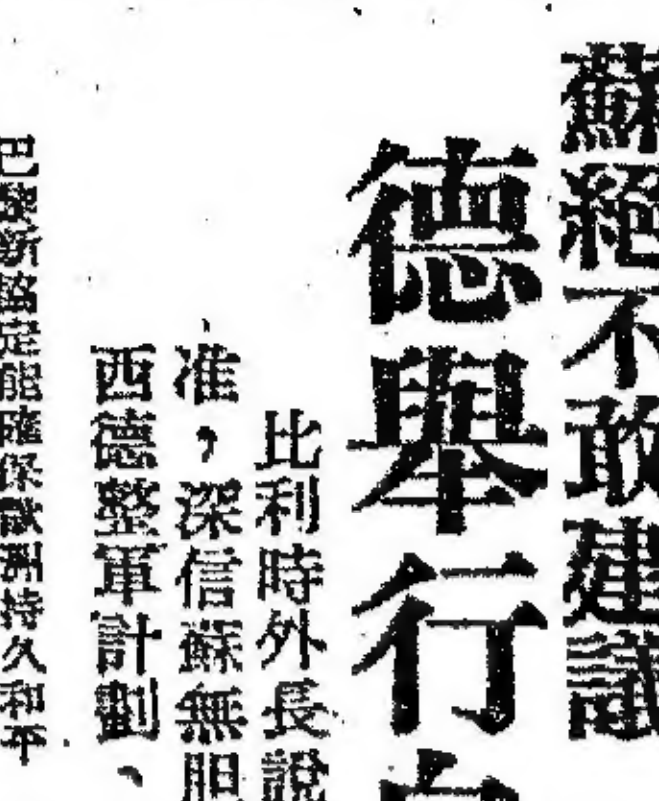 蘇絕不敢建議
德舉行
比利時外長說
准，深信蘇無胆
西德整軍計劃、
巴黎新協定能確保歐洲持久和平